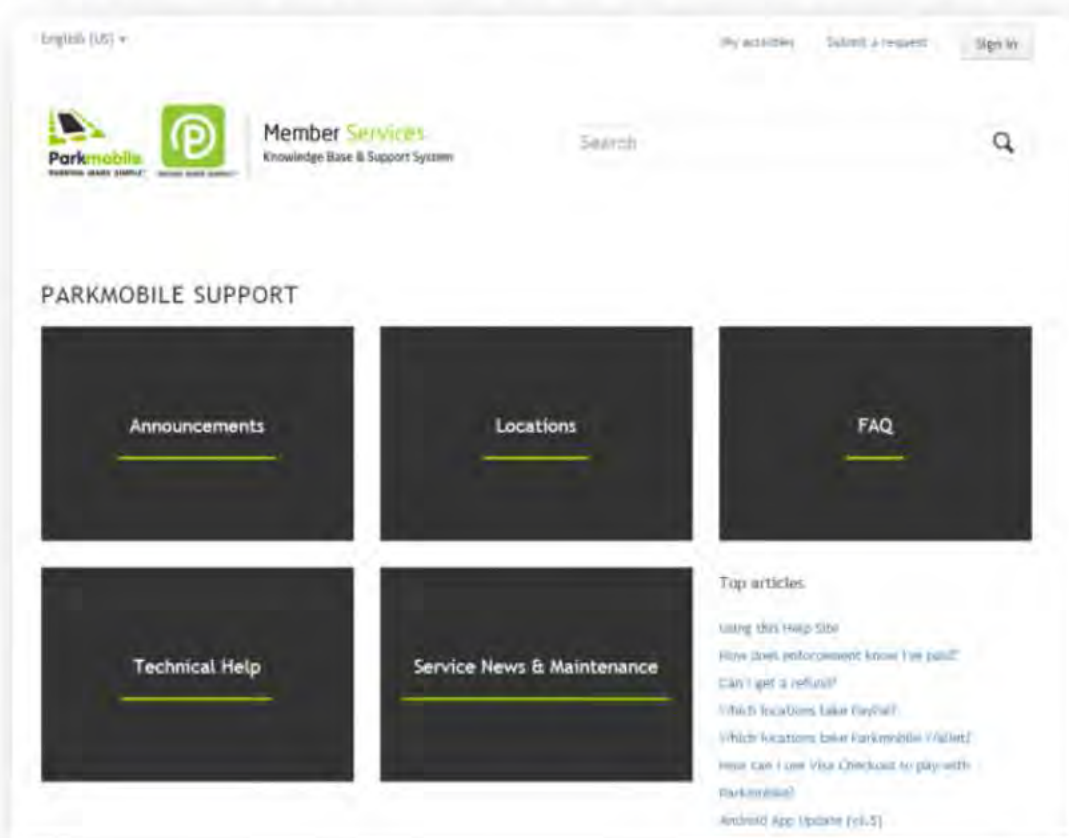 English (US)
My activities
Submit a request
Sign in
Parkmobile
PARKING MADE SIMPLE
Member Services
Knowledge Base & Support System
Search
PARKMOBILE SUPPORT
Announcements
Locations
FAQ
Technical Help
Service News & Maintenance
Top articles
Using this Help Site
How does enforcement know I've paid?
Can I get a refund?
Which locations take PayPal?
Which locations take Parkmobile Wallet?
How can I use Visa Checkout to pay with
Parkmobile?
Android App Update